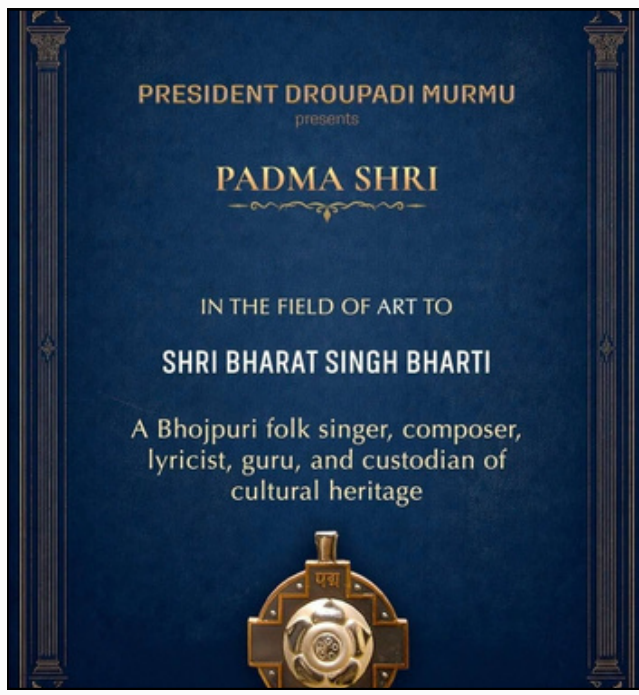 PRESIDENT DROUPADI MURMU
presents
PADMA SHRI
IN THE FIELD OF ART TO
SHRI BHARAT SINGH BHARTI
A Bhojpuri folk singer, composer,
lyricist, guru, and custodian of
cultural heritage
पद्म